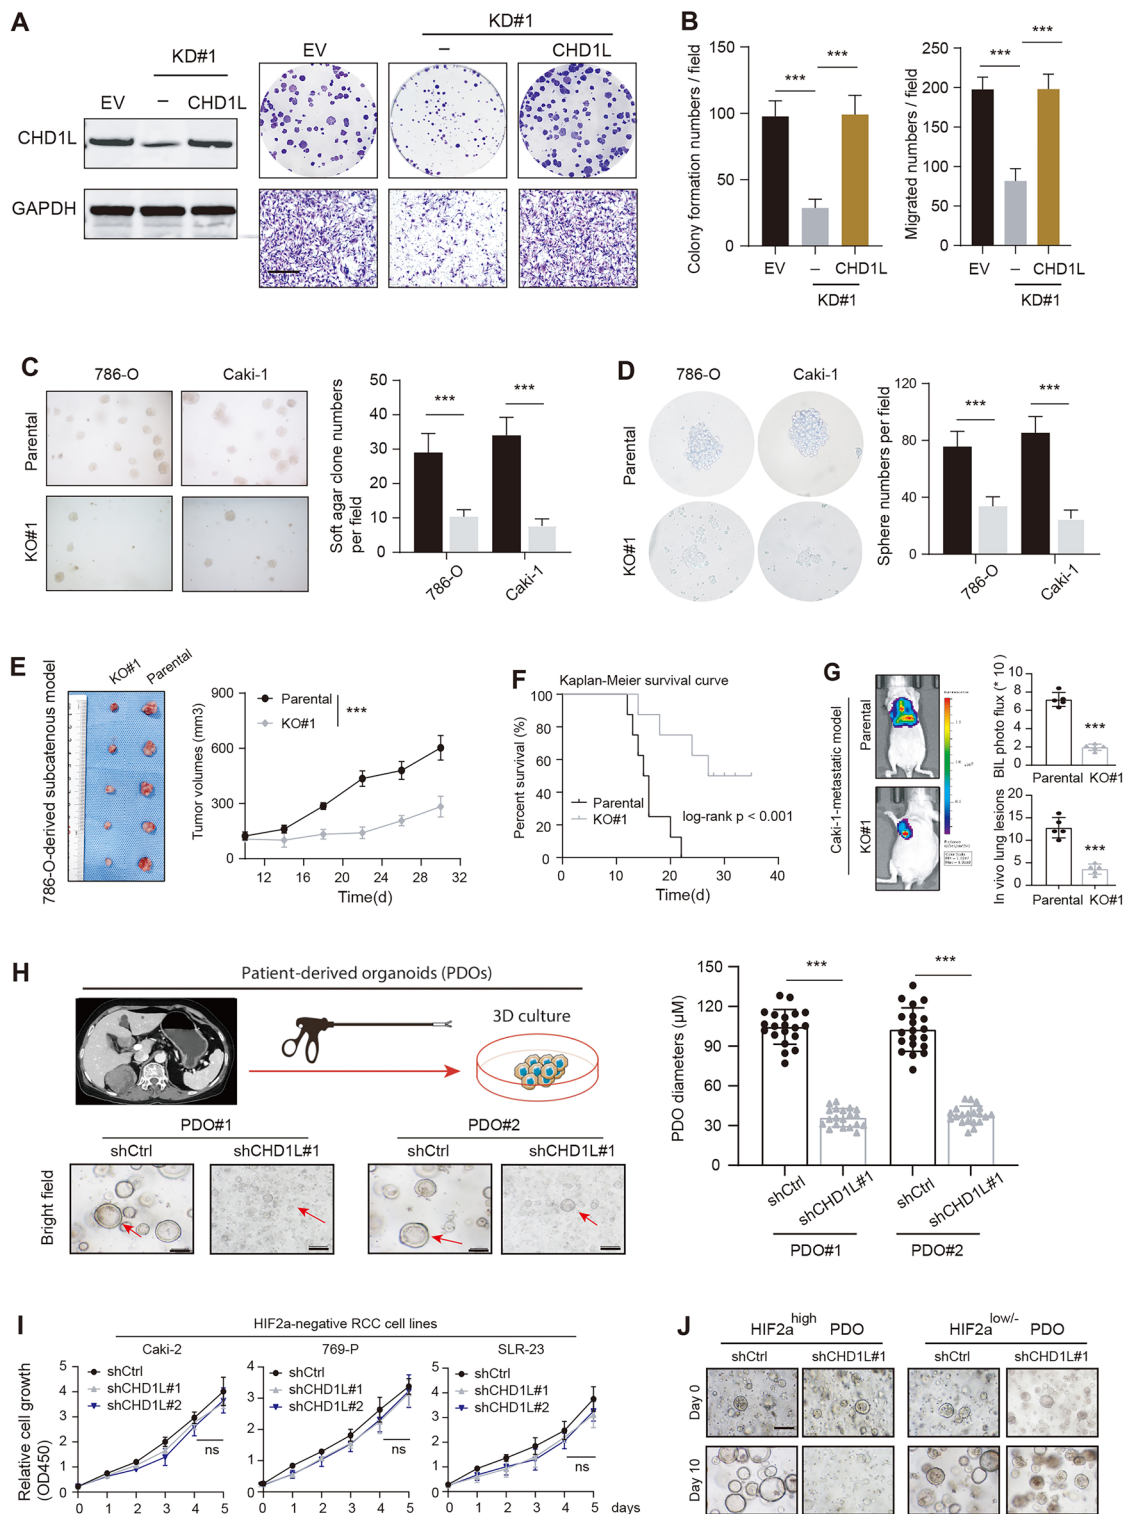 A
KD#1
EV
–
CHD1L
CHD1L
GAPDH
KD#1
EV
–
CHD1L
B
Colony formation numbers / field
150
100
50
0
***
***
EV
–
CHD1L
KD#1
Migrated numbers / field
250
200
150
100
50
0
***
***
EV
–
CHD1L
KD#1
C
786-O
Caki-1
Parental
KO#1
Soft agar clone numbers
per field
50
40
30
20
10
0
***
***
786-O
Caki-1
D
786-O
Caki-1
Parental
KO#1
Sphere numbers per field
120
80
40
0
***
***
786-O
Caki-1
E
786-O-derived subcatenous model
KO#1
Parental
Tumor volumes (mm3)
900
600
300
0
Parental
KO#1
***
12
16
20
24
28
32
Time(d)
F
Kaplan-Meier survival curve
Percent survival (%)
100
80
60
40
20
0
Parental
KO#1
log-rank p < 0.001
0
10
20
30
40
Time(d)
G
Caki-1-metastatic model
Parental
KO#1
BIL photo flux (* 10 )
10
8
6
4
2
0
***
Parental
KO#1
In vivo lung lesions
20
15
10
5
0
***
Parental
KO#1
H
Patient-derived organoids (PDOs)
3D culture
PDO#1
PDO#2
shCtrl
shCHD1L#1
shCtrl
shCHD1L#1
Bright field
PDO diameters (μM)
150
120
90
60
30
0
***
***
shCtrl
shCHD1L#1
shCtrl
shCHD1L#1
PDO#1
PDO#2
I
HIF2a-negative RCC cell lines
Relative cell growth
(OD450)
Caki-2
5
4
3
2
1
0
shCtrl
shCHD1L#1
shCHD1L#2
ns
0
1
2
3
4
5
769-P
4
3
2
1
0
shCtrl
shCHD1L#1
shCHD1L#2
ns
0
1
2
3
4
5
SLR-23
5
4
3
2
1
0
shCtrl
shCHD1L#1
shCHD1L#2
ns
0
1
2
3
4
5
days
J
HIF2a high PDO
HIF2a low/- PDO
shCtrl
shCHD1L#1
shCtrl
shCHD1L#1
Day 0
Day 10